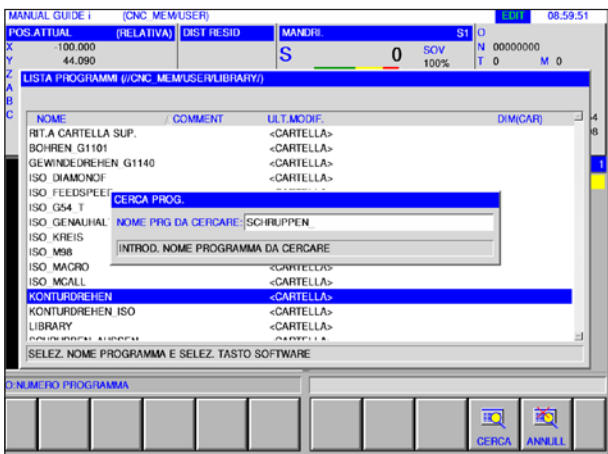 MANUAL GUIDE i (CNC_MEM/USER) EDIT 08.59.51
POS.ATTUAL (RELATIVA) DIST RESID MANDRI. S1 O
X -100.000 S 0 SOV 100% N 00000000
Y 44.090 T 0 M 0
Z LISTA PROGRAMMI (//CNC_MEM/USER/LIBRARY/)
A
B
C NOME / COMMENT ULT.MODIF. DIM(CAR)
RIT.A CARTELLA SUP. <CARTELLA>
BOHREN_G1101 <CARTELLA>
GEWINDEDREHEN_G1140 <CARTELLA>
ISO_DIAMONOF <CARTELLA>
ISO_FEEDSPEED
ISO_G54_T
ISO_GENAUHAL
ISO_KREIS
ISO_M98
ISO_MACRO <CARTELLA>
ISO_MCALL <CARTELLA>
KONTURDREHEN <CARTELLA>
KONTURDREHEN_ISO <CARTELLA>
LIBRARY <CARTELLA>
SCHRUPPEN_AUSSEN <CARTELLA>
CERCA PROG.
NOME PRG DA CERCARE: SCHRUPPEN_
INTROD. NOME PROGRAMMA DA CERCARE
SELEZ. NOME PROGRAMMA E SELEZ. TASTO SOFTWARE
O:NUMERO PROGRAMMA
CERCA ANNULL